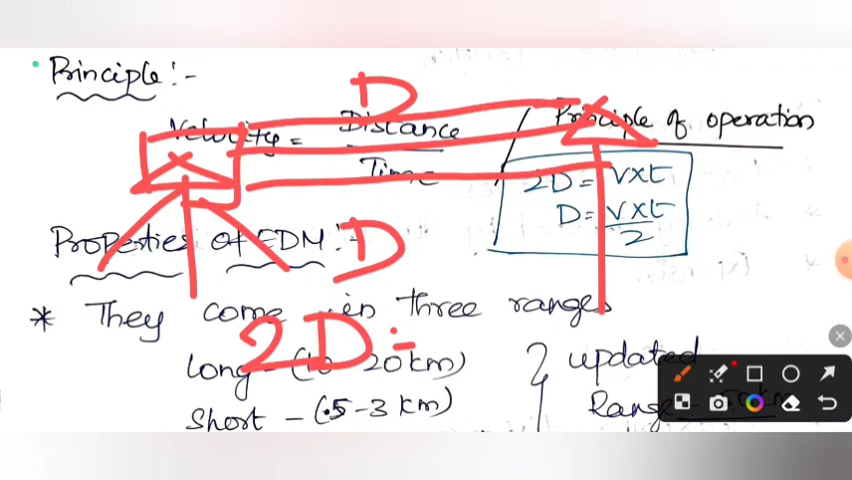 Principle:-
D
Velocity = Distance
Time
Principle of operation
2D = V×t
D = V×t
2
Properties of EDM:-
D
* They come in three ranges
2D =
Long - (10 20 km)
updated
Short - (.5 - 3 km)
Range -